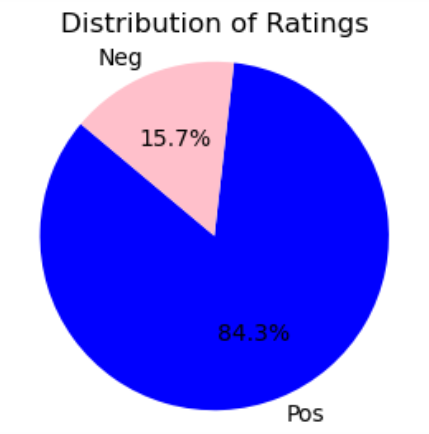 Distribution of Ratings
Neg
15.7%
84.3%
Pos